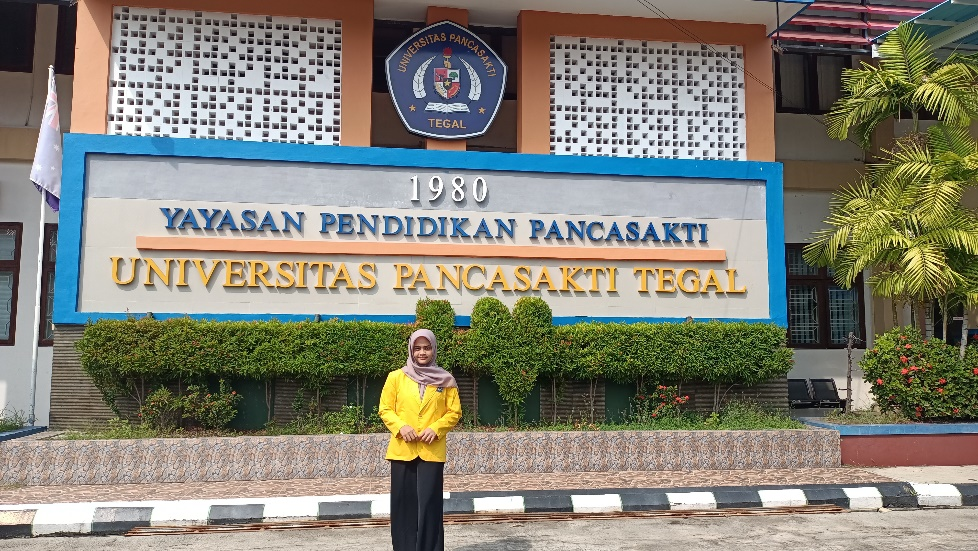 UNIVERSITAS PANCASAKTI
TEGAL
1980
YAYASAN PENDIDIKAN PANCASAKTI
UNIVERSITAS PANCASAKTI TEGAL